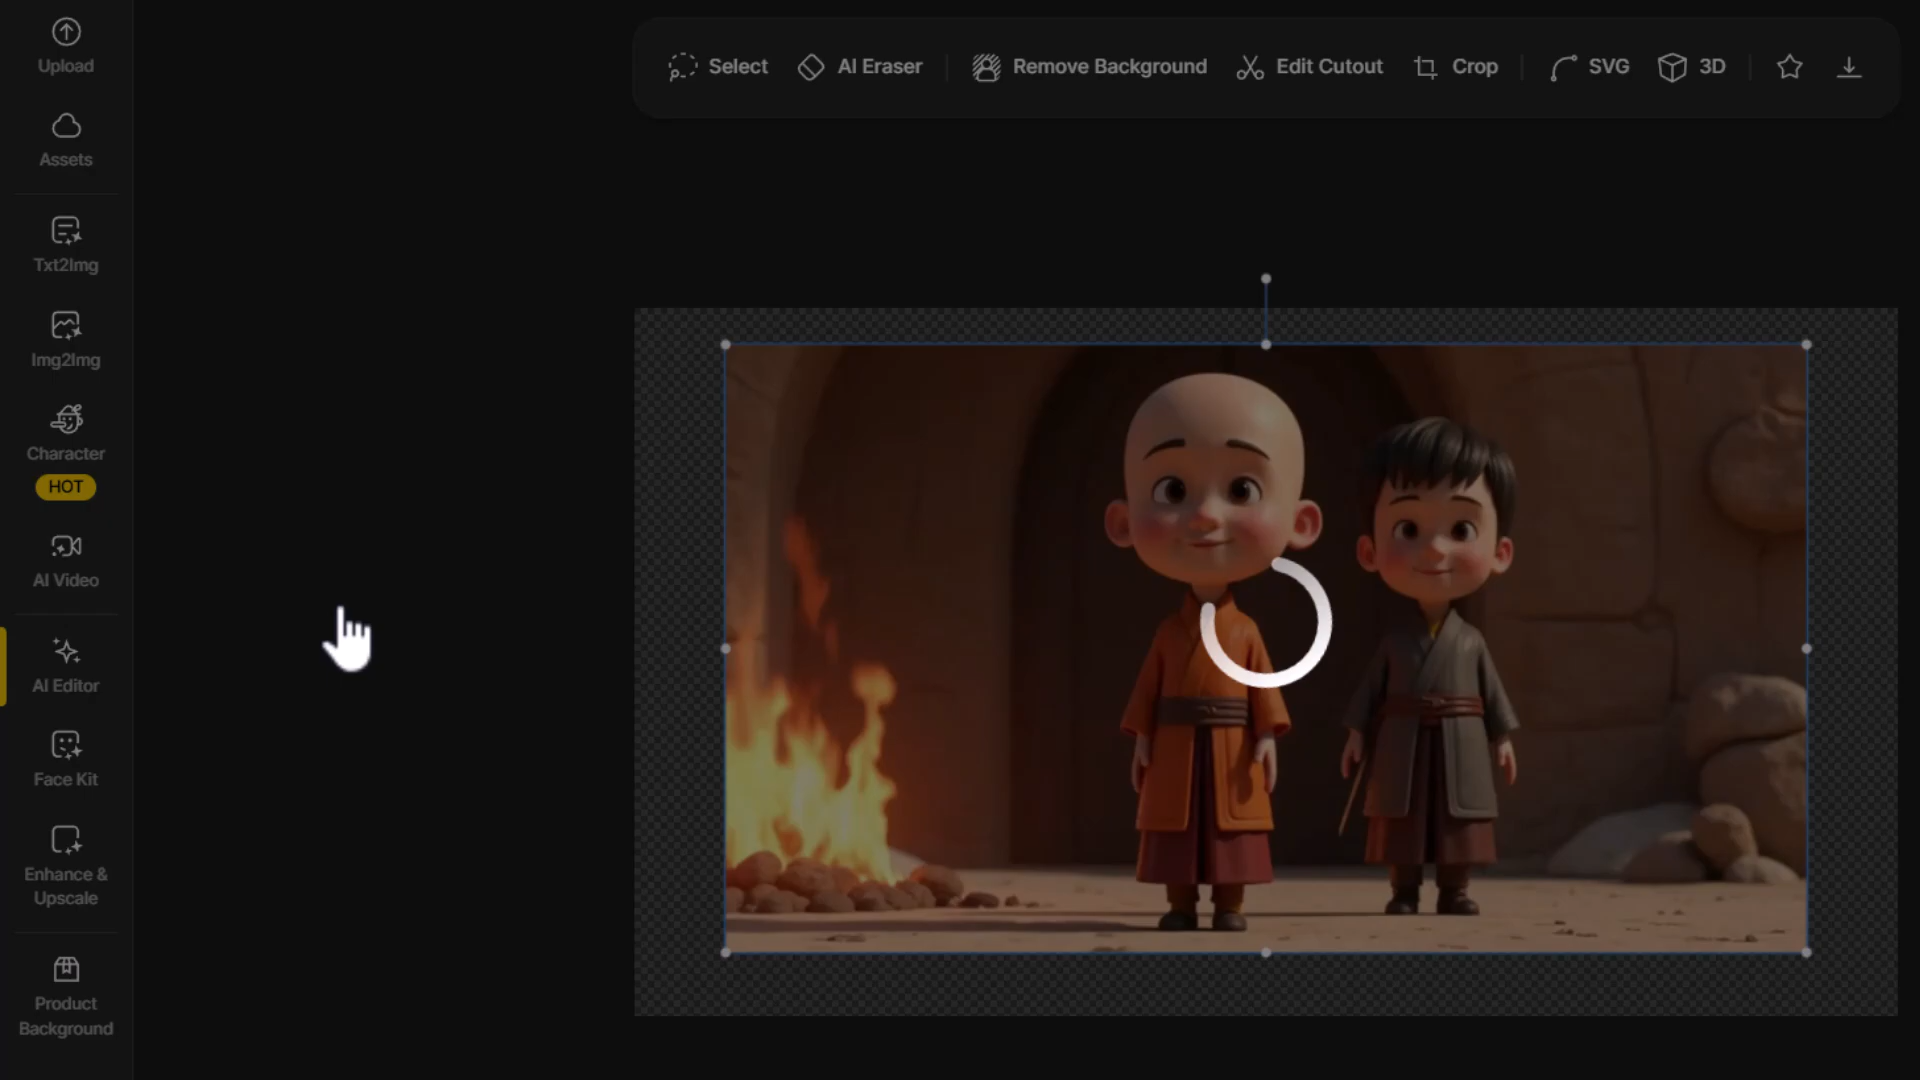 Upload
Assets
Txt2Img
Img2Img
Character
HOT
AI Video
AI Editor
Face Kit
Enhance &
Upscale
Product
Background
Select
AI Eraser
Remove Background
Edit Cutout
Crop
SVG
3D